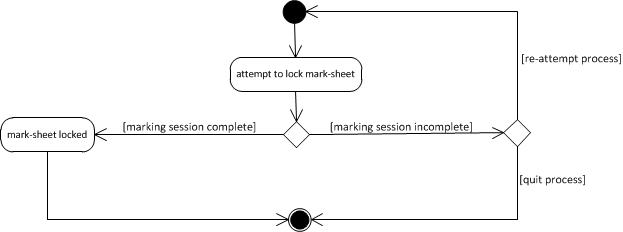 [re-attempt process]
attempt to lock mark-sheet
[marking session complete]
[marking session incomplete]
mark-sheet locked
[quit process]